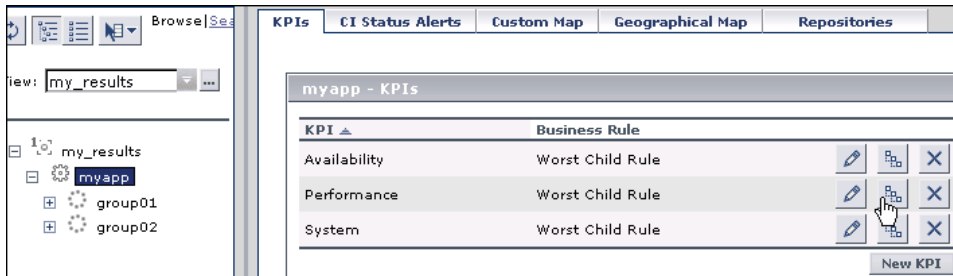 Browse|Sea
KPIs CI Status Alerts Custom Map Geographical Map Repositories
iew: my_results ...
myapp - KPIs
KPI Business Rule
my_results
Availability Worst Child Rule
myapp
Performance Worst Child Rule
group01
group02
System Worst Child Rule
New KPI